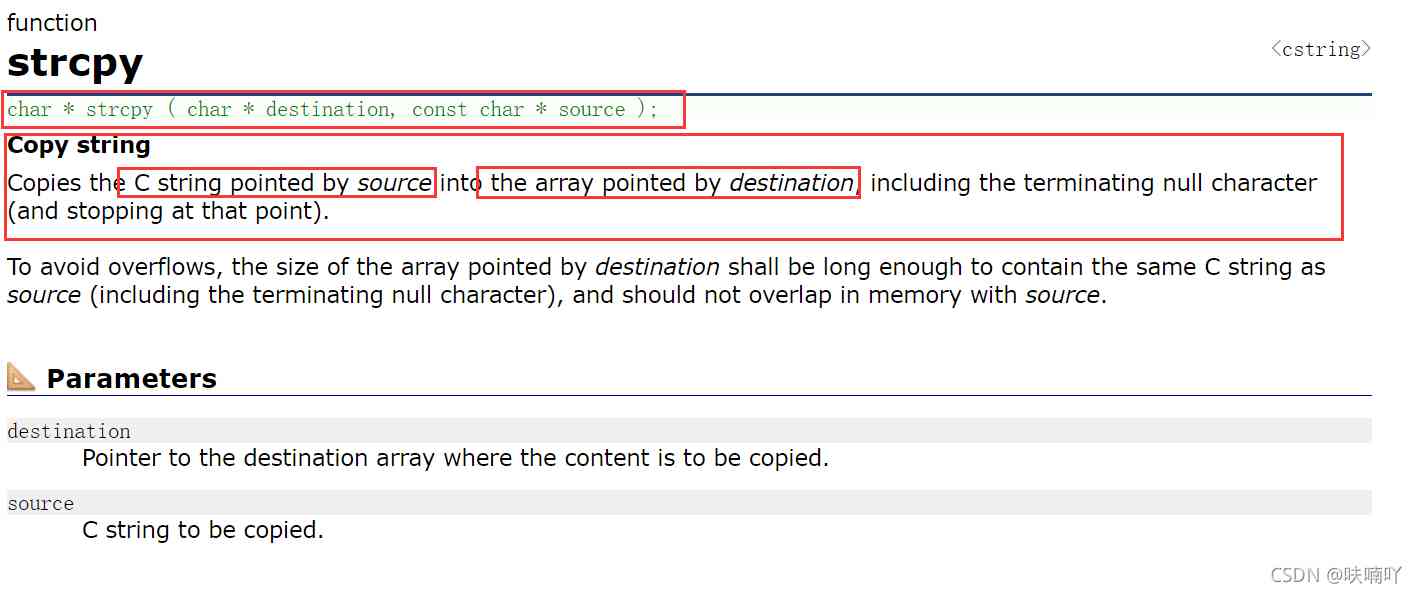 function
strcpy
<cstring>
char * strcpy ( char * destination, const char * source );
Copy string
Copies the C string pointed by source into the array pointed by destination, including the terminating null character
(and stopping at that point).
To avoid overflows, the size of the array pointed by destination shall be long enough to contain the same C string as
source (including the terminating null character), and should not overlap in memory with source.
Parameters
destination
Pointer to the destination array where the content is to be copied.
source
C string to be copied.
CSDN @呋喃吖